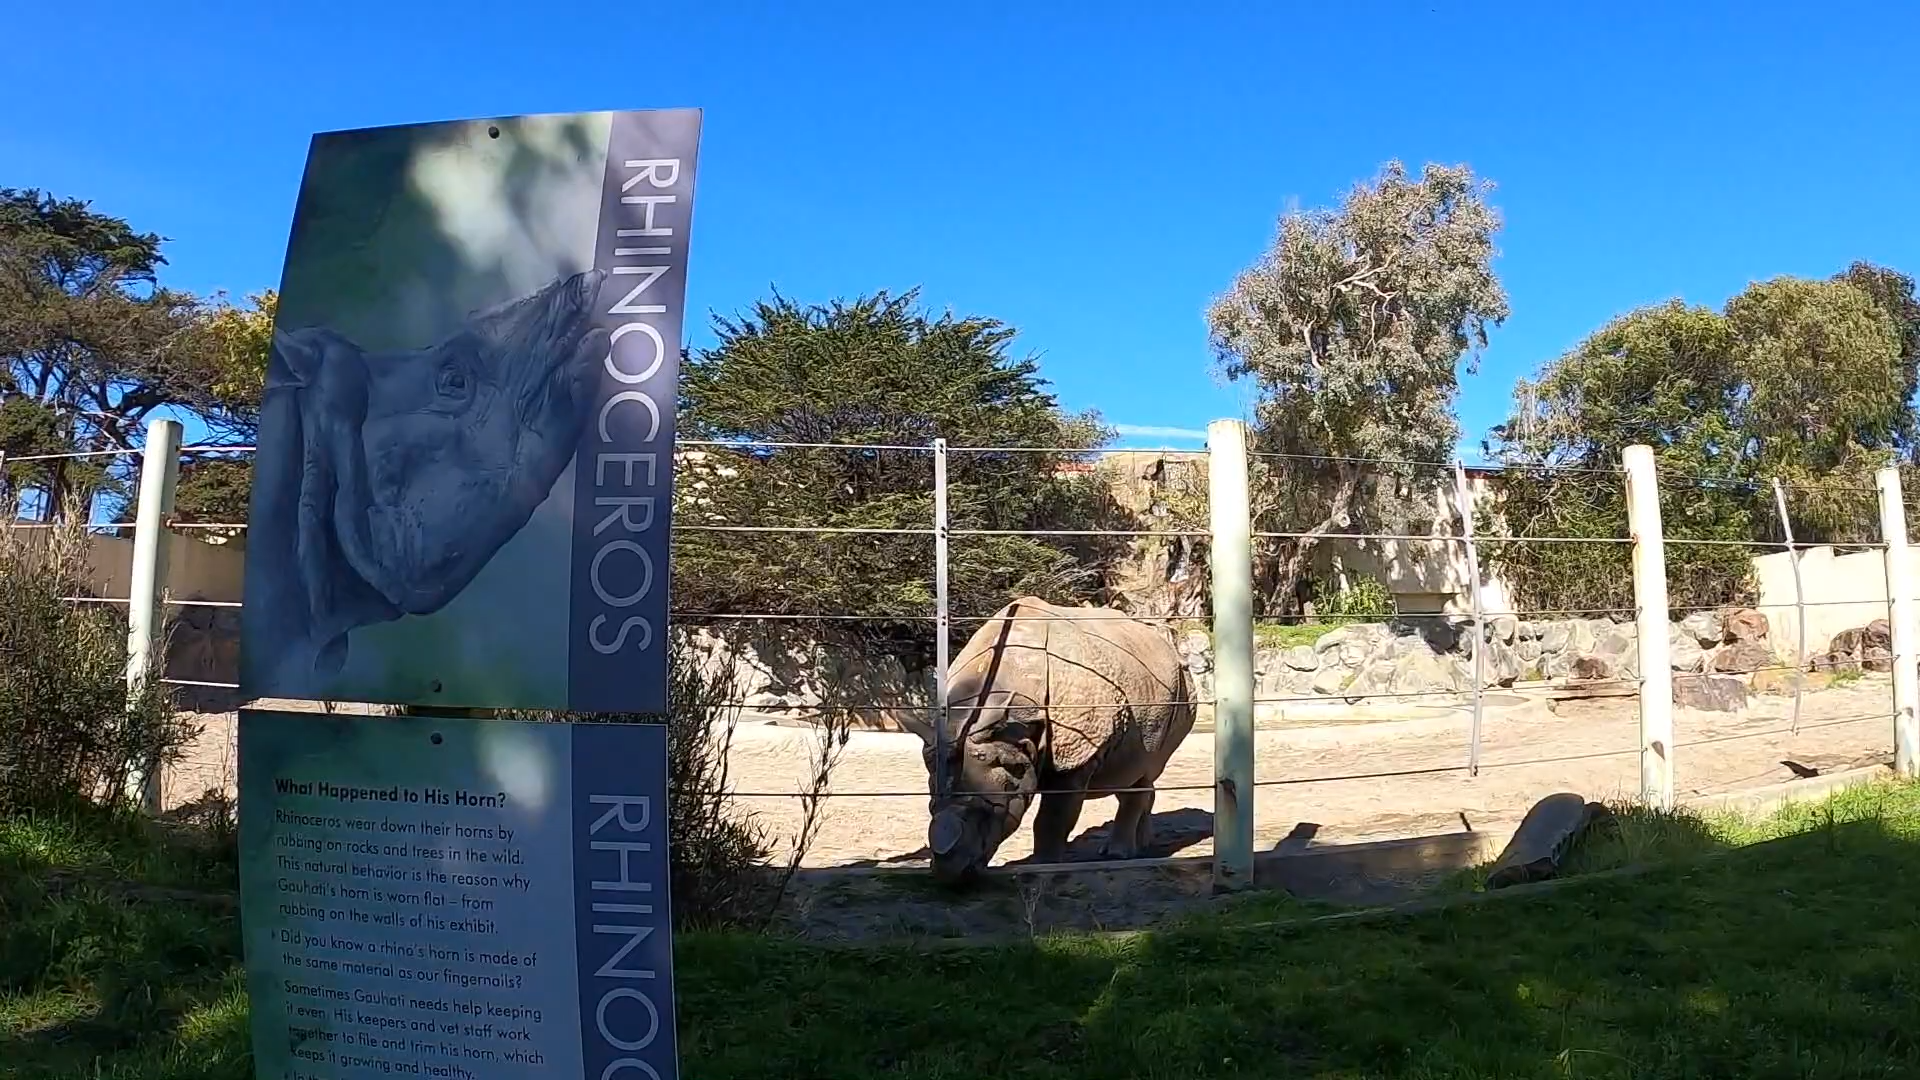 RHINOCEROS
What Happened to His Horn?
Rhinoceros wear down their horns by
rubbing on rocks and trees in the wild.
This natural behavior is the reason why
Gauhati's horn is worn flat – from
rubbing on the walls of his exhibit.
Did you know a rhino's horn is made of
the same material as our fingernails?
Sometimes Gauhati needs help keeping
it even. His keepers and vet staff work
together to file and trim his horn, which
keeps it growing and healthy.
RHINOC